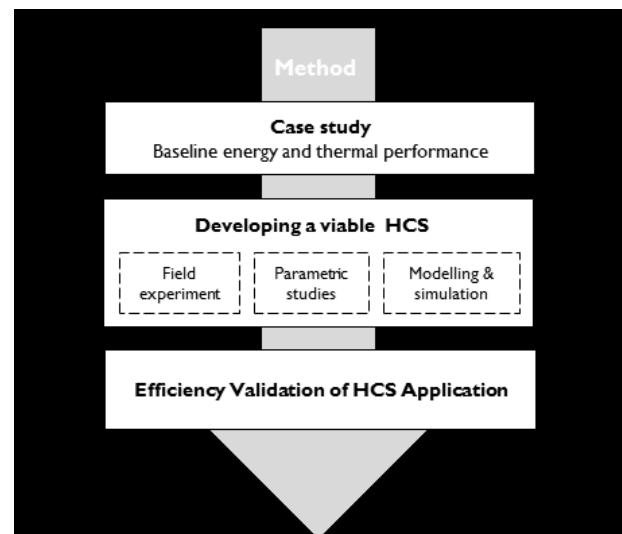 Method
Case study
Baseline energy and thermal performance
Developing a viable HCS
Field
experiment
Parametric
studies
Modelling &
simulation
Efficiency Validation of HCS Application